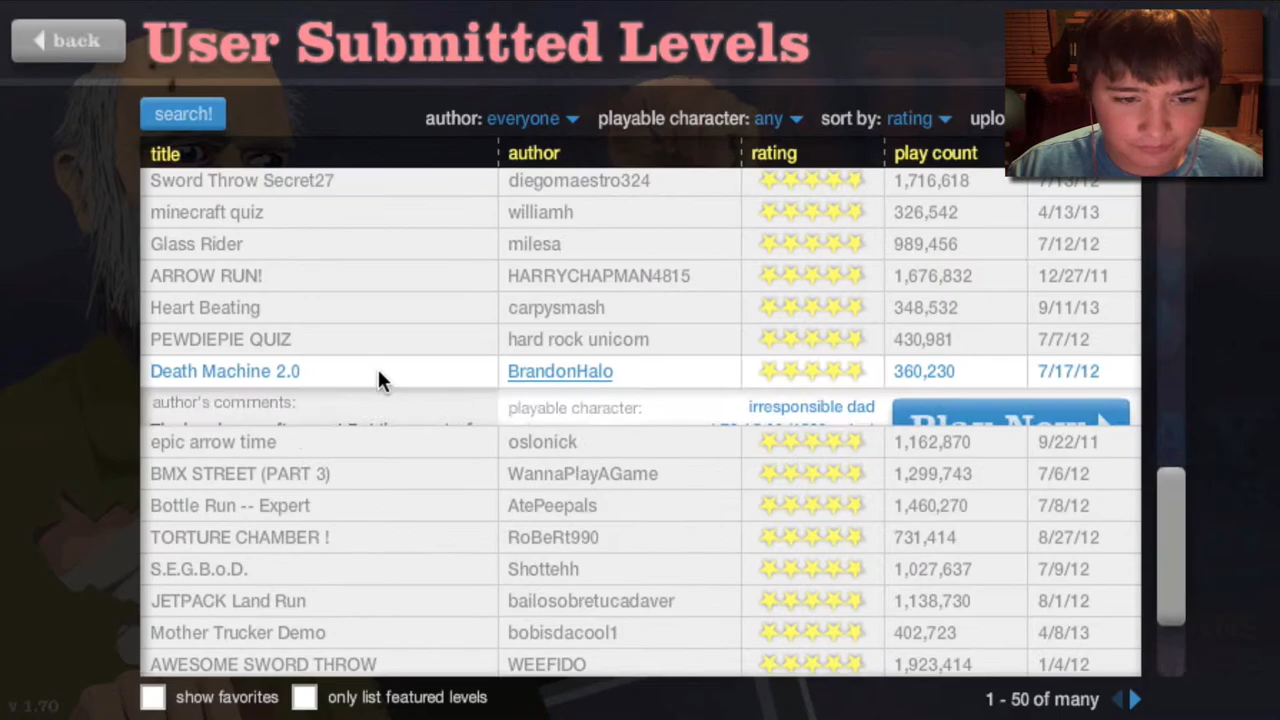 back
User Submitted Levels
search!
author: everyone playable character: any sort by: rating uplo
title author rating play count
Sword Throw Secret27 diegomaestro324 1,716,618 7/13/12
minecraft quiz williamh 326,542 4/13/13
Glass Rider milesa 989,456 7/12/12
ARROW RUN! HARRYCHAPMAN4815 1,676,832 12/27/11
Heart Beating carpysmash 348,532 9/11/13
PEWDIEPIE QUIZ hard rock unicorn 430,981 7/7/12
Death Machine 2.0 BrandonHalo 360,230 7/17/12
author's comments: playable character: irresponsible dad Play Now
epic arrow time oslonick 1,162,870 9/22/11
BMX STREET (PART 3) WannaPlayAGame 1,299,743 7/6/12
Bottle Run -- Expert AtePeepals 1,460,270 7/8/12
TORTURE CHAMBER ! RoBeRt990 731,414 8/27/12
S.E.G.B.o.D. Shottehh 1,027,637 7/9/12
JETPACK Land Run bailosobretucadaver 1,138,730 8/1/12
Mother Trucker Demo bobisdacool1 402,723 4/8/13
AWESOME SWORD THROW WEEFIDO 1,923,414 1/4/12
show favorites only list featured levels 1 - 50 of many
v 1.70